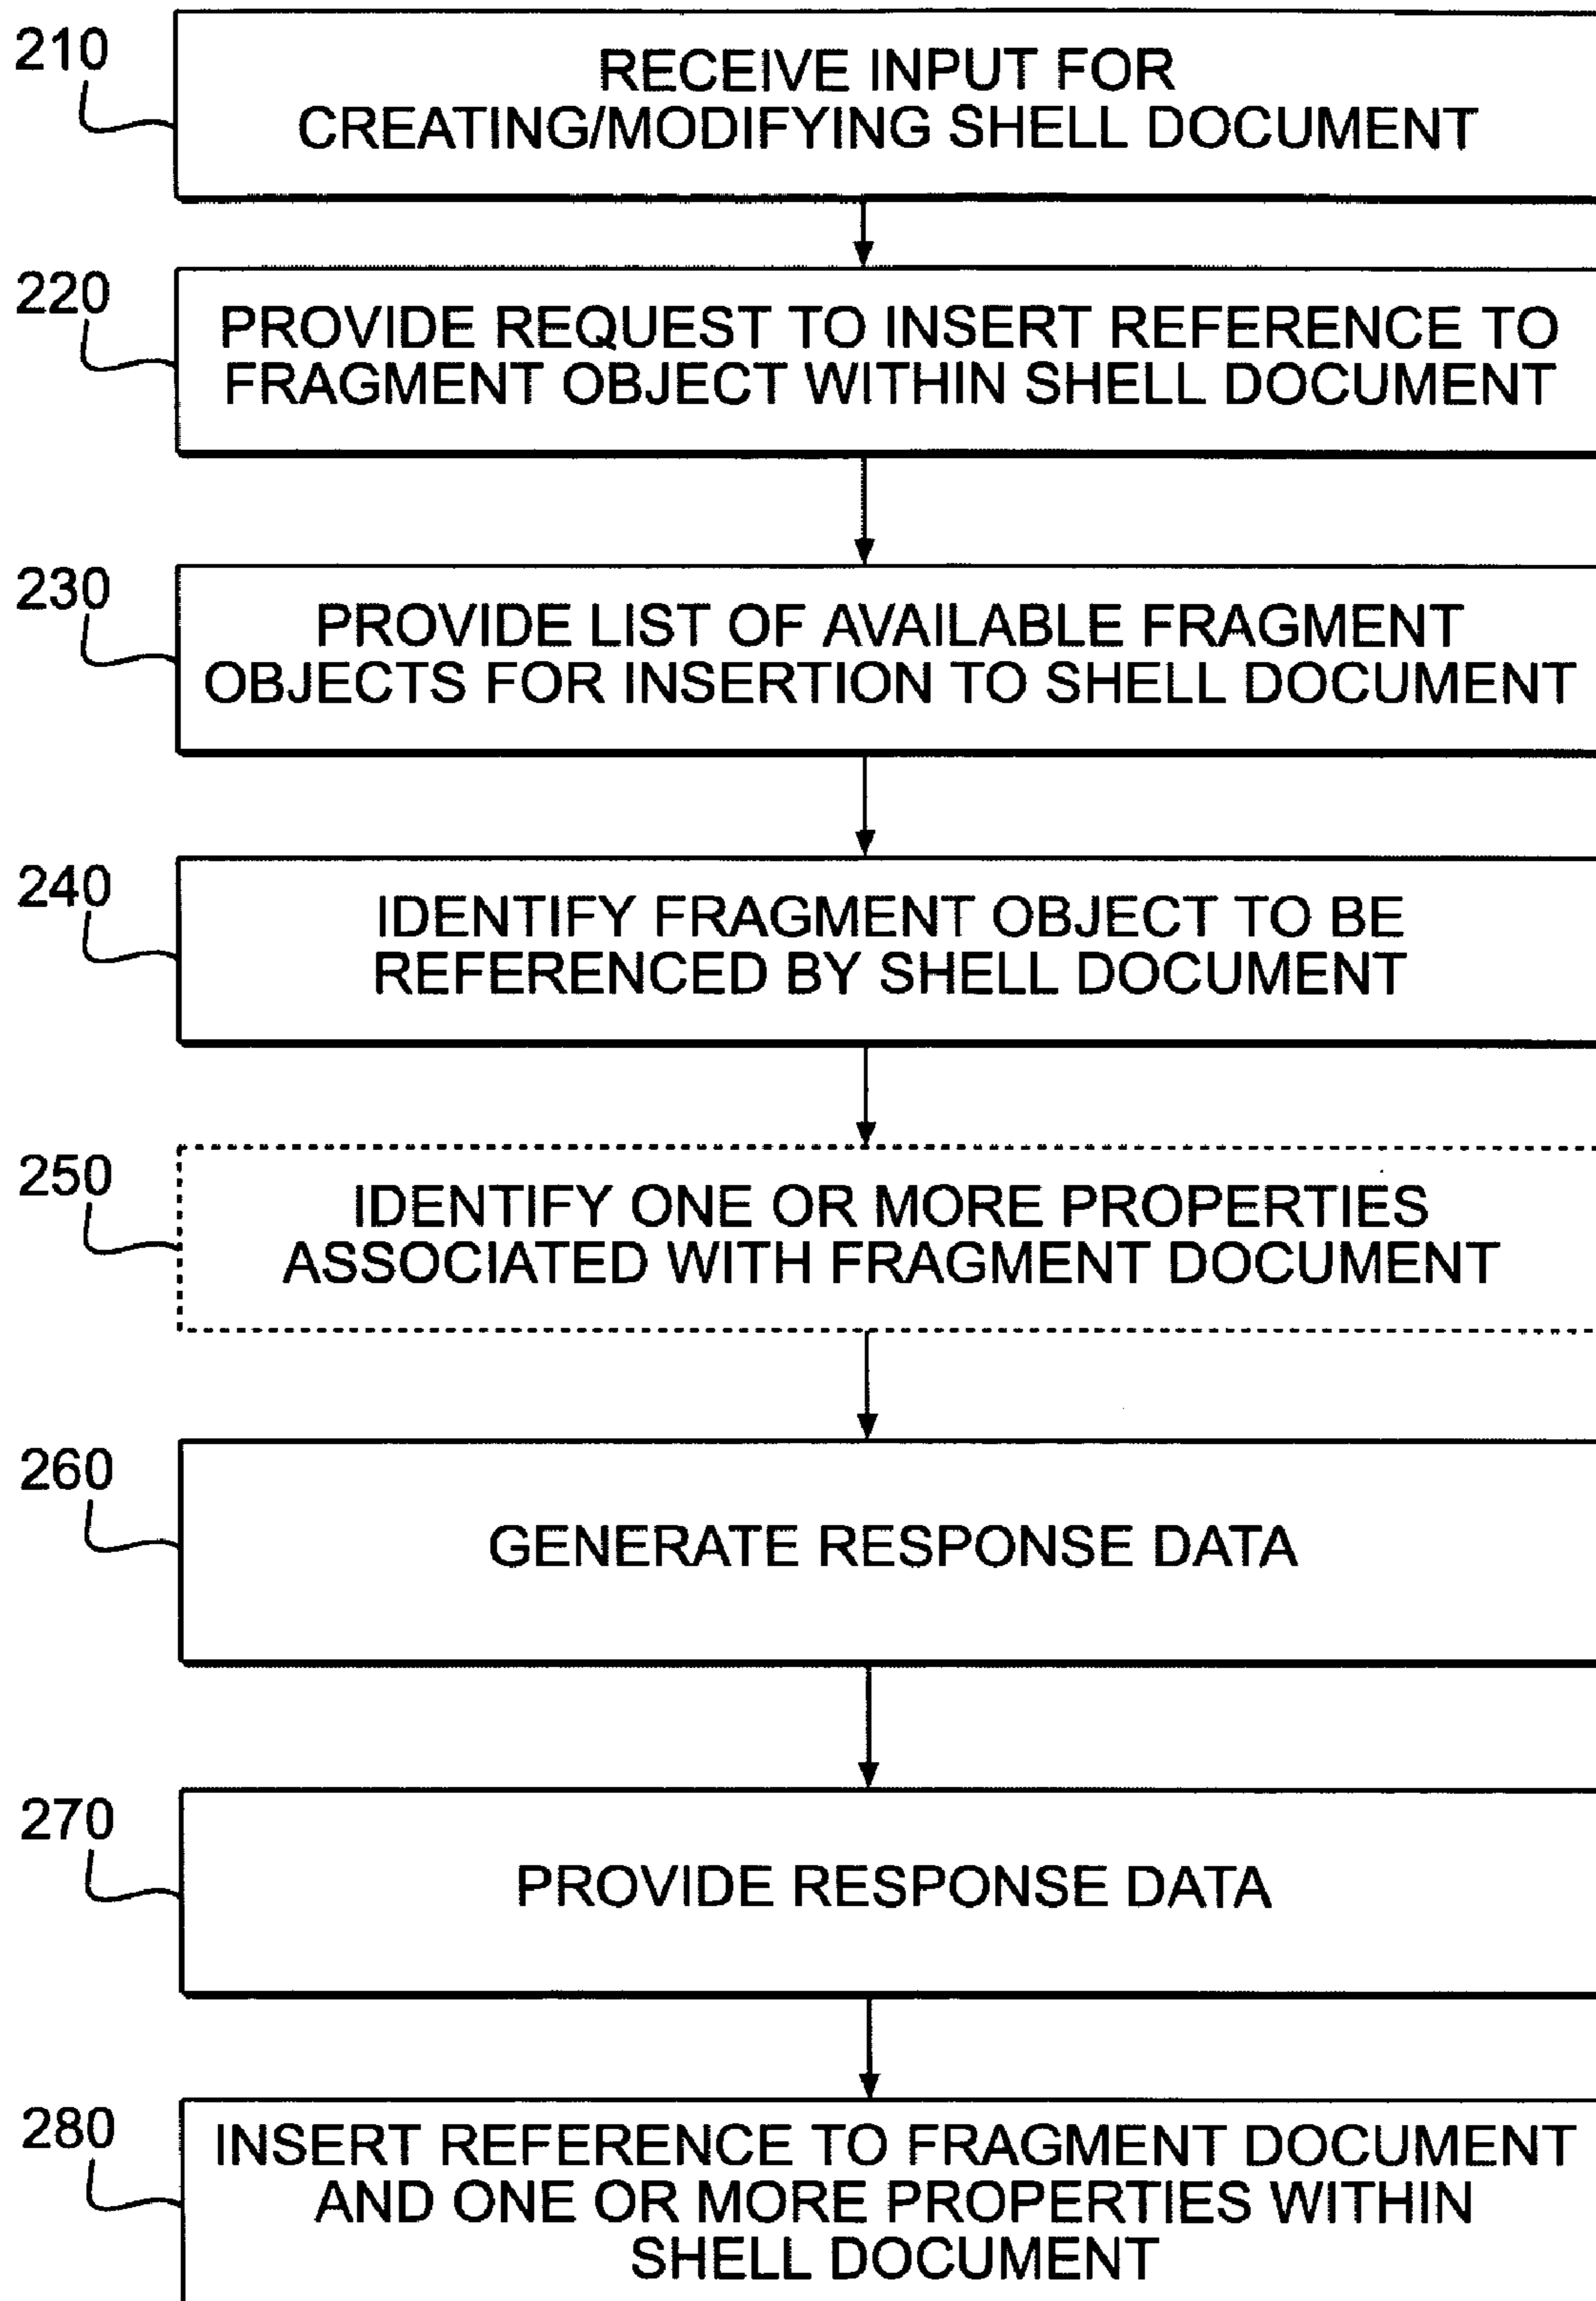 210
RECEIVE INPUT FOR
CREATING/MODIFYING SHELL DOCUMENT
220
PROVIDE REQUEST TO INSERT REFERENCE TO
FRAGMENT OBJECT WITHIN SHELL DOCUMENT
230
PROVIDE LIST OF AVAILABLE FRAGMENT
OBJECTS FOR INSERTION TO SHELL DOCUMENT
240
IDENTIFY FRAGMENT OBJECT TO BE
REFERENCED BY SHELL DOCUMENT
250
IDENTIFY ONE OR MORE PROPERTIES
ASSOCIATED WITH FRAGMENT DOCUMENT
260
GENERATE RESPONSE DATA
270
PROVIDE RESPONSE DATA
280
INSERT REFERENCE TO FRAGMENT DOCUMENT
AND ONE OR MORE PROPERTIES WITHIN
SHELL DOCUMENT